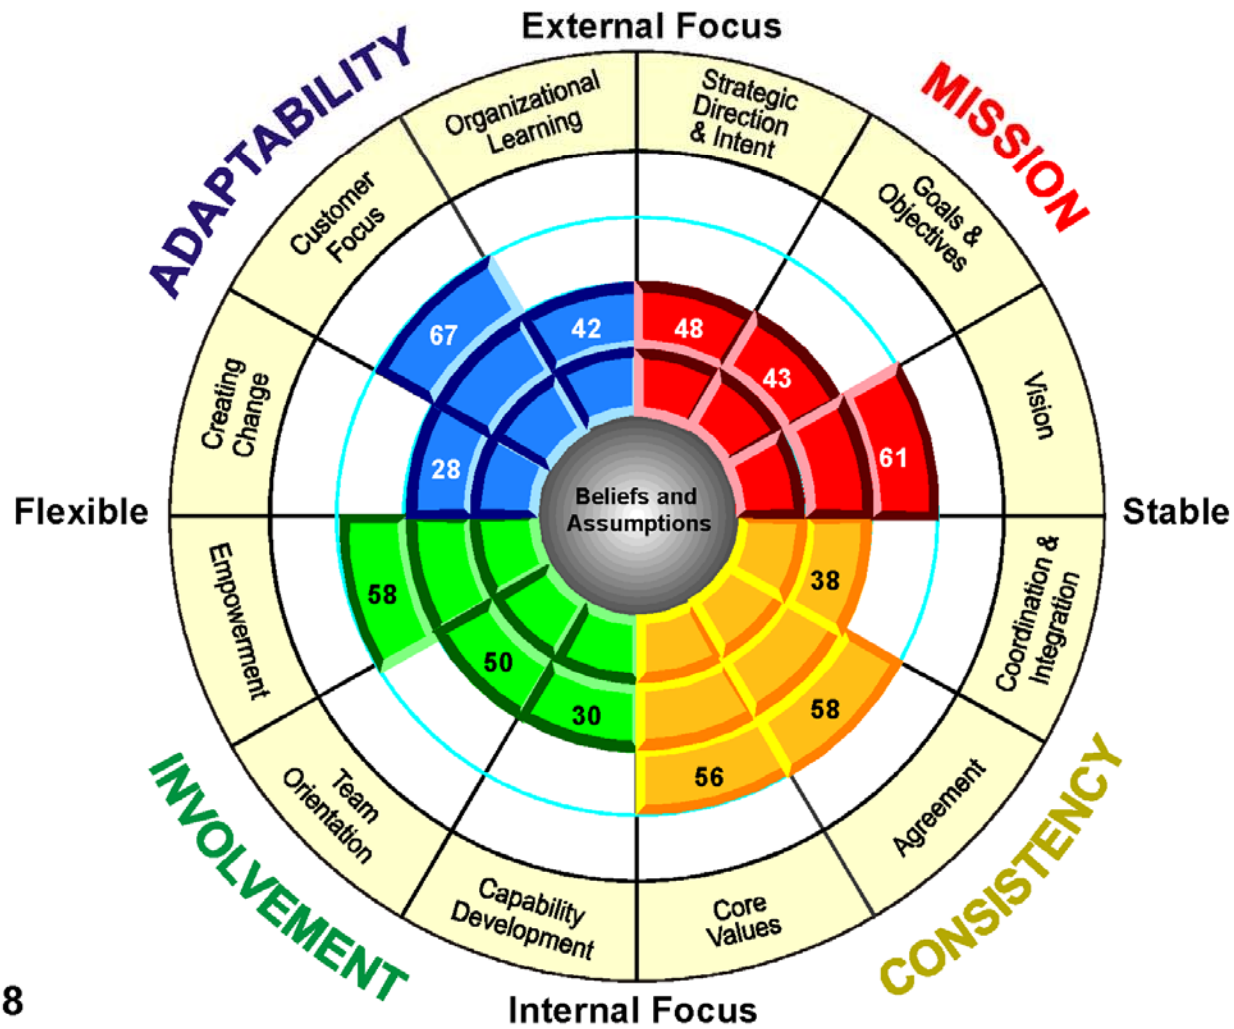 External Focus
ADAPTABILITY
MISSION
Organizational
Learning
Strategic
Direction
& Intent
Customer
Focus
Goals &
Objectives
Creating
Change
Vision
67
42
48
43
28
61
Flexible
Beliefs and
Assumptions
Stable
Empowerment
58
50
30
38
58
56
Coordination &
Integration
Team
Orientation
Agreement
Capability
Development
Core
Values
INVOLVEMENT
CONSISTENCY
8
Internal Focus